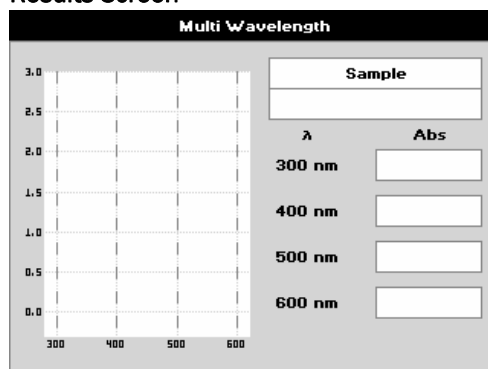 Results Screen
Multi Wavelength
Sample
λ Abs
300 nm
400 nm
500 nm
600 nm
3.0
2.5
2.0
1.5
1.0
0.5
0.0
300 400 500 600